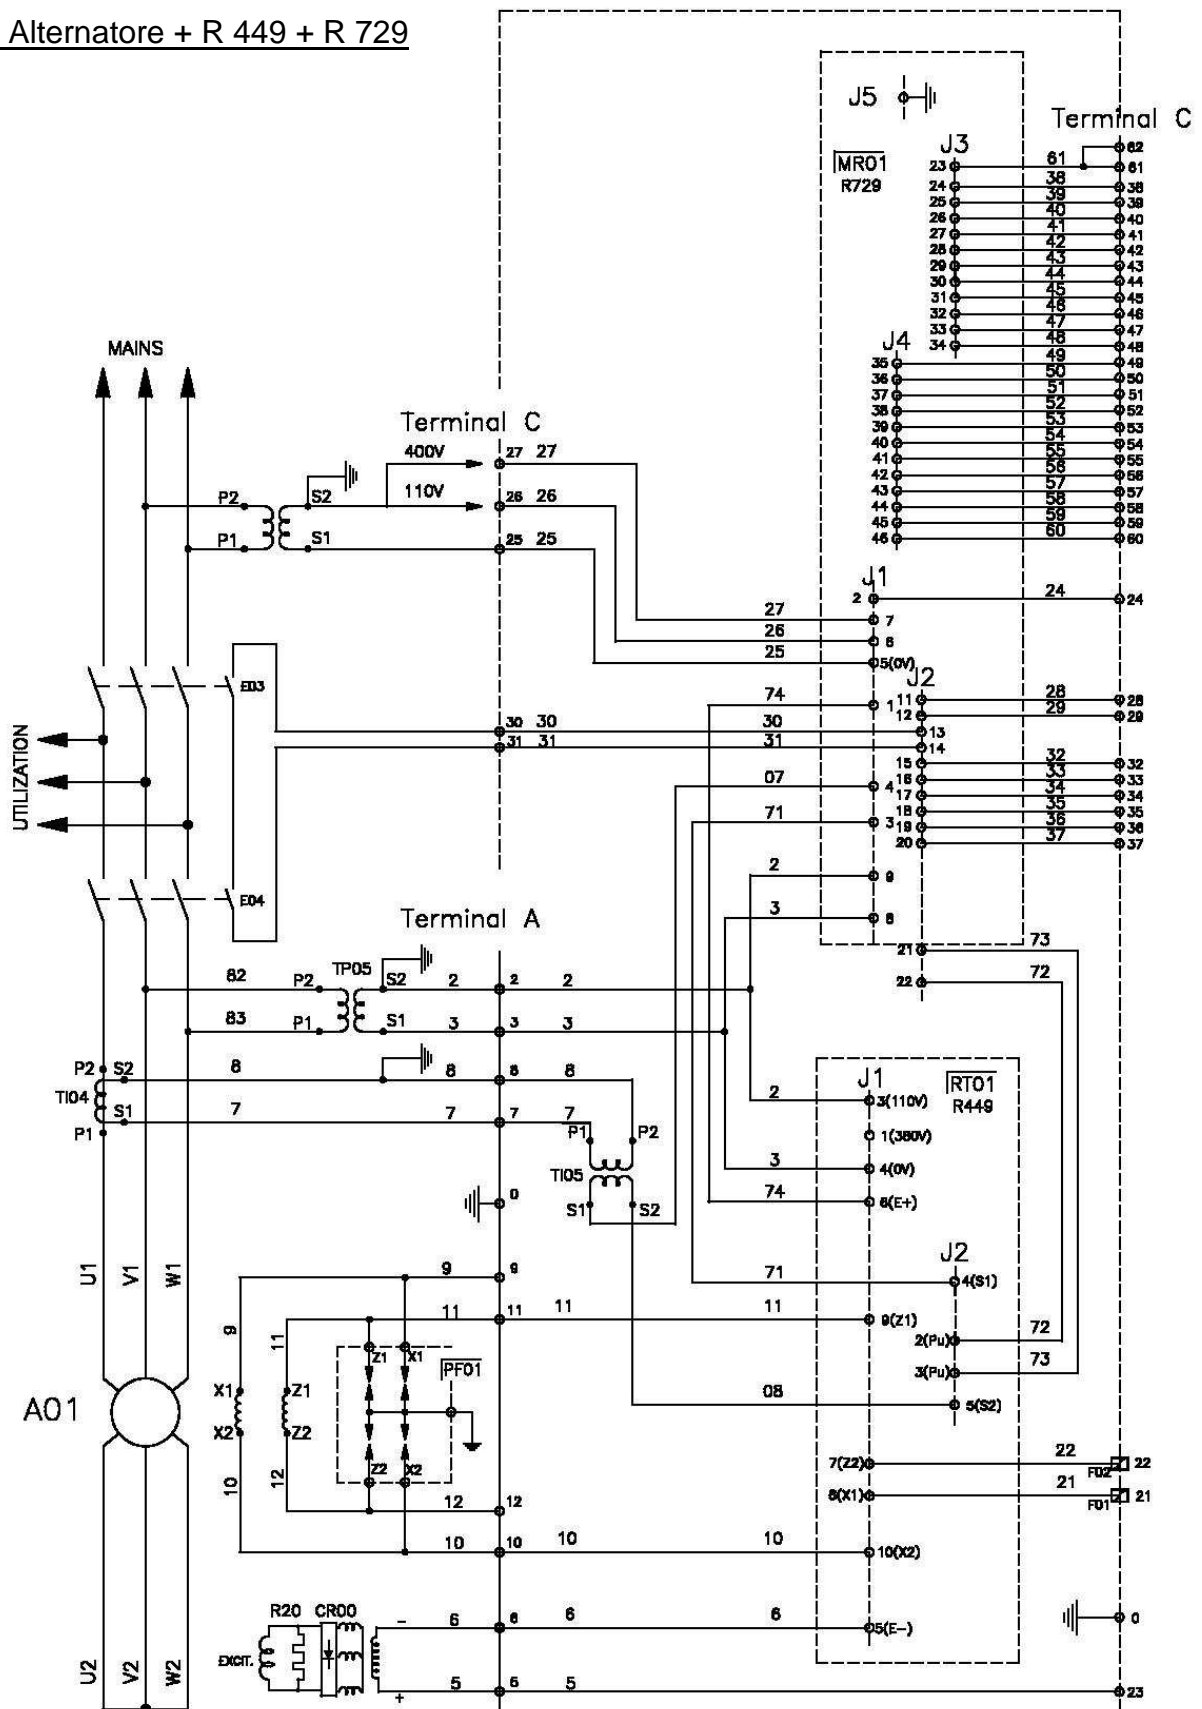 Alternatore + R 449 + R 729
J5
Terminal C
J3
MR01
R729
62
23 61 61
24 38 38
25 39 39
26 40 40
27 41 41
28 42 42
29 43 43
30 44 44
31 45 45
32 46 46
33 47 47
34 48 48
J4
35 49 49
36 50 50
37 51 51
38 52 52
39 53 53
40 54 54
41 55 55
42 56 56
43 57 57
44 58 58
45 59 59
46 60 60
MAINS
Terminal C
400V 27 27
P2 S2 110V 26 26
P1 S1 25 25
J1
2 24 24
27 7
26 6
25 5(0V)
J2
E03
74 1 11 28 28
12 29 29
30 30 30 13
31 31 31 14
UTILIZATION
15 32 32
07 4 16 33 33
17 34 34
71 3 18 35 35
19 36 36
20 37 37
2 9
E04
3 8
Terminal A
21 73
22 72
82 P2 TP05 S2 2 2 2
83 P1 S1 3 3 3
P2 S2 8 8 8 8
TI04
S1 7 7 7 7
P1
J1 RT01
R449
2 3(110V)
P1 P2 1(380V)
TI05 3 4(0V)
74 6(E+)
0 S1 S2
J2
U1 V1 W1
9 9 71 4(S1)
11 11 11 11 9(Z1)
9 11
Z1 X1 PF01
2(Pu) 72
3(Pu) 73
A01 X1 Z1 08 5(S2)
X2 Z2
10 12 Z2 X2
7(Z2) 22 F02 22
8(X1) 21 F01 21
12 12
10 10 10 10 10(X2)
R20 CR00 - 6 6 6 6 5(E-)
0
EXCIT.
U2 V2 W2
+ 5 5 5 23